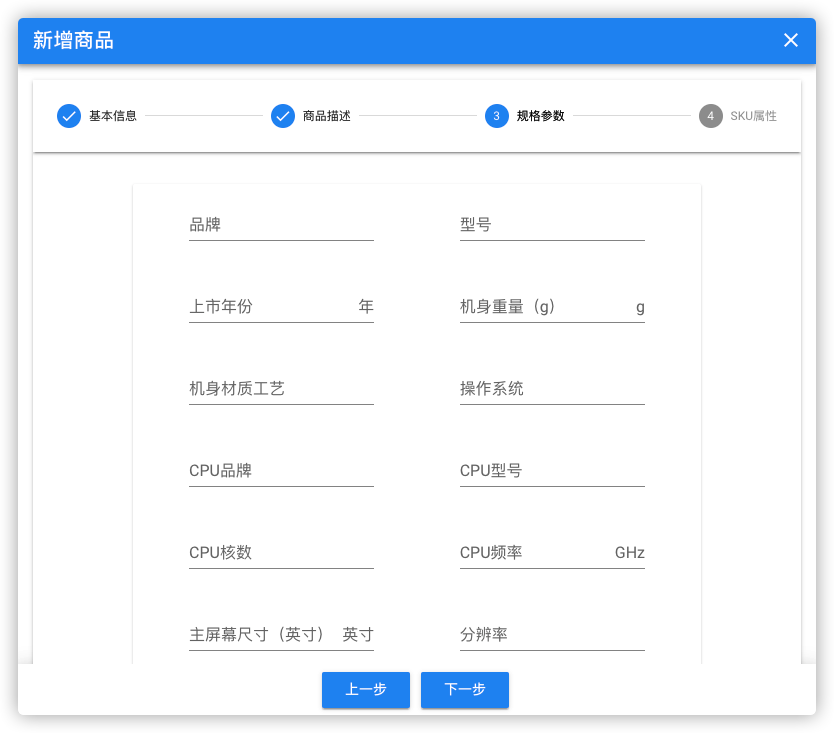 新增商品
基本信息
商品描述
3 规格参数
4 SKU属性
品牌 型号
上市年份 年 机身重量（g） g
机身材质工艺 操作系统
CPU品牌 CPU型号
CPU核数 CPU频率 GHz
主屏幕尺寸（英寸） 英寸 分辨率
上一步 下一步